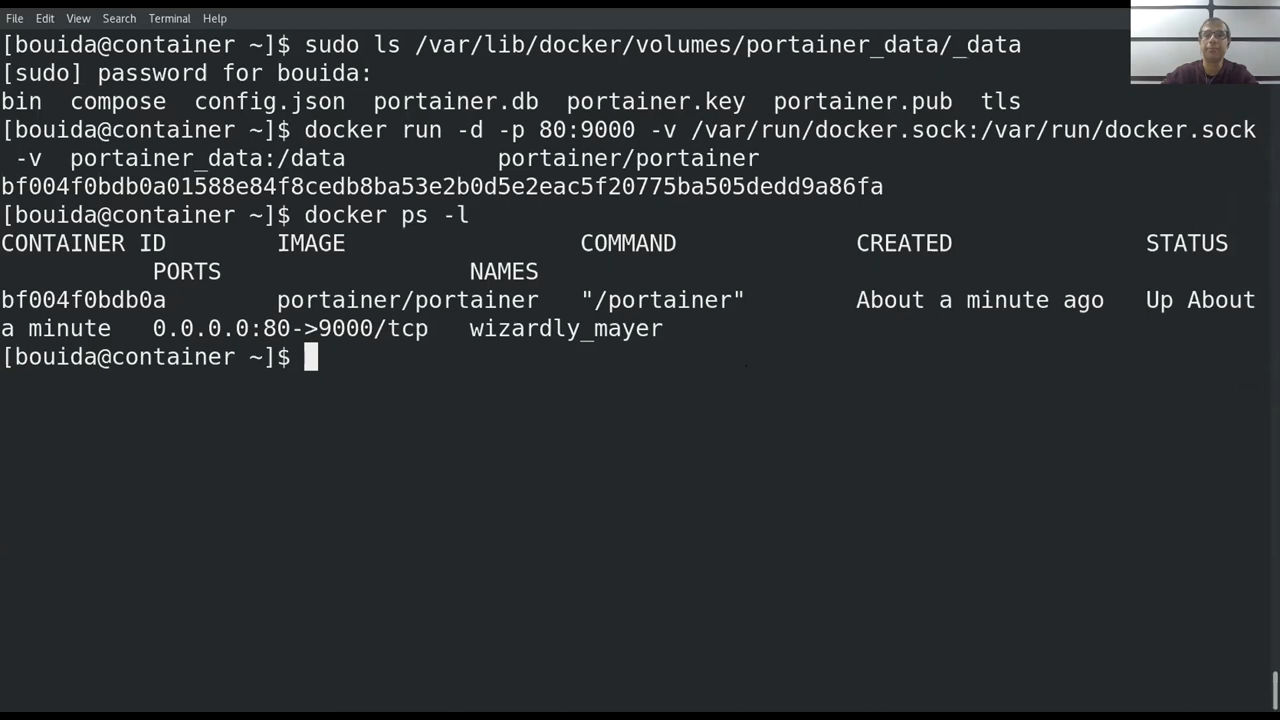 File Edit View Search Terminal Help
[bouida@container ~]$ sudo ls /var/lib/docker/volumes/portainer_data/_data
[sudo] password for bouida:
bin compose config.json portainer.db portainer.key portainer.pub tls
[bouida@container ~]$ docker run -d -p 80:9000 -v /var/run/docker.sock:/var/run/docker.sock
-v portainer_data:/data portainer/portainer
bf004f0bdb0a01588e84f8cedb8ba53e2b0d5e2eac5f20775ba505dedd9a86fa
[bouida@container ~]$ docker ps -l
CONTAINER ID IMAGE COMMAND CREATED STATUS
PORTS NAMES
bf004f0bdb0a portainer/portainer "/portainer" About a minute ago Up About
a minute 0.0.0.0:80->9000/tcp wizardly_mayer
[bouida@container ~]$